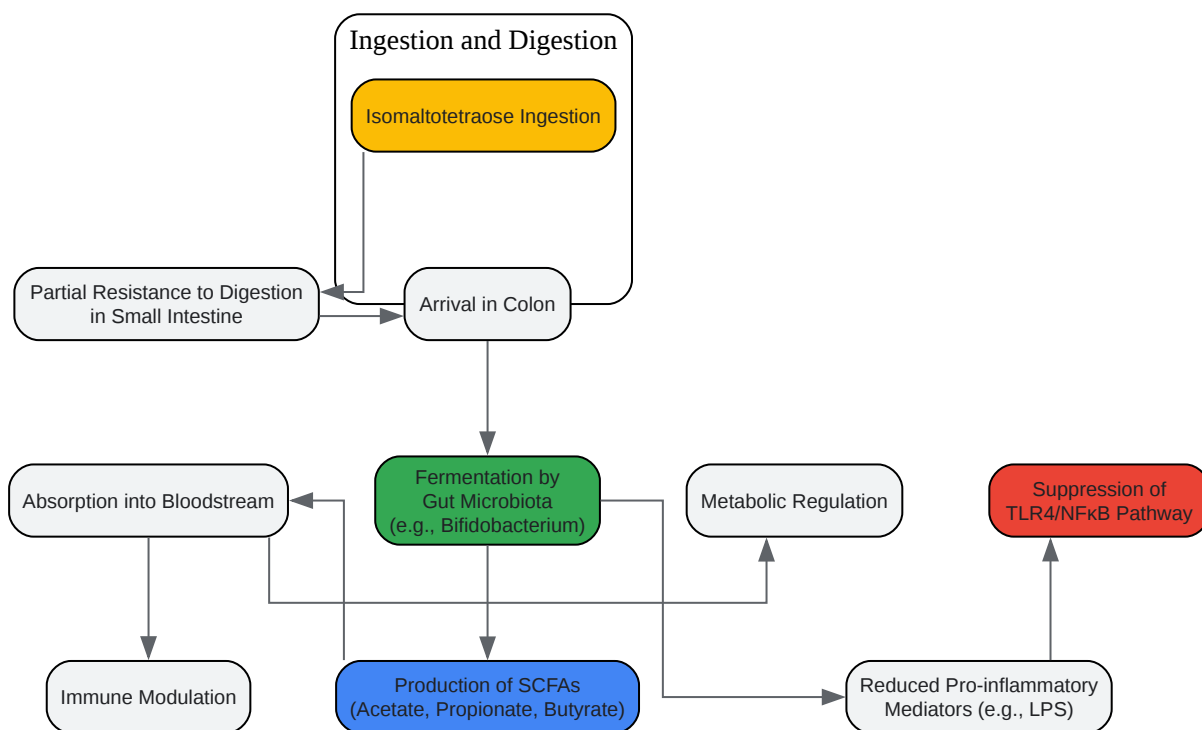 Ingestion and Digestion
Isomaltotetraose Ingestion
Partial Resistance to Digestion
in Small Intestine
Arrival in Colon
Absorption into Bloodstream
Fermentation by
Gut Microbiota
(e.g., Bifidobacterium)
Metabolic Regulation
Suppression of
TLR4/NFκB Pathway
Immune Modulation
Production of SCFAs
(Acetate, Propionate, Butyrate)
Reduced Pro-inflammatory
Mediators (e.g., LPS)